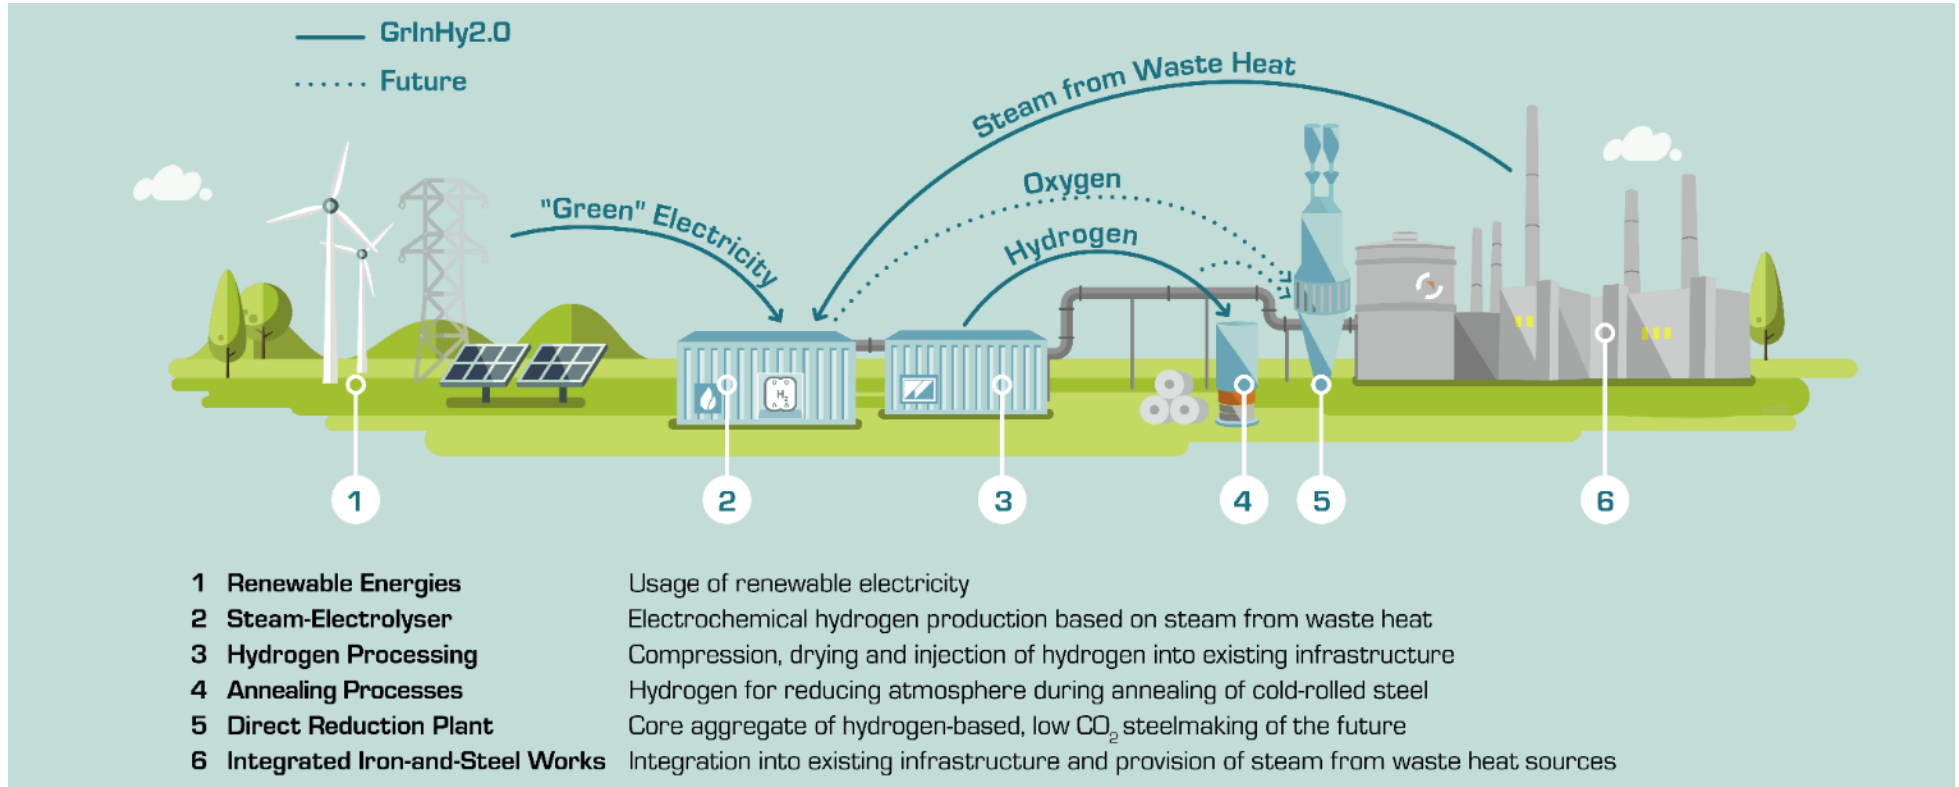 GrInHy2.0
Future
Steam from Waste Heat
Oxygen
"Green" Electricity
Hydrogen
H2
1 2 3 4 5 6
1 Renewable Energies Usage of renewable electricity
2 Steam-Electrolyser Electrochemical hydrogen production based on steam from waste heat
3 Hydrogen Processing Compression, drying and injection of hydrogen into existing infrastructure
4 Annealing Processes Hydrogen for reducing atmosphere during annealing of cold-rolled steel
5 Direct Reduction Plant Core aggregate of hydrogen-based, low CO2 steelmaking of the future
6 Integrated Iron-and-Steel Works Integration into existing infrastructure and provision of steam from waste heat sources